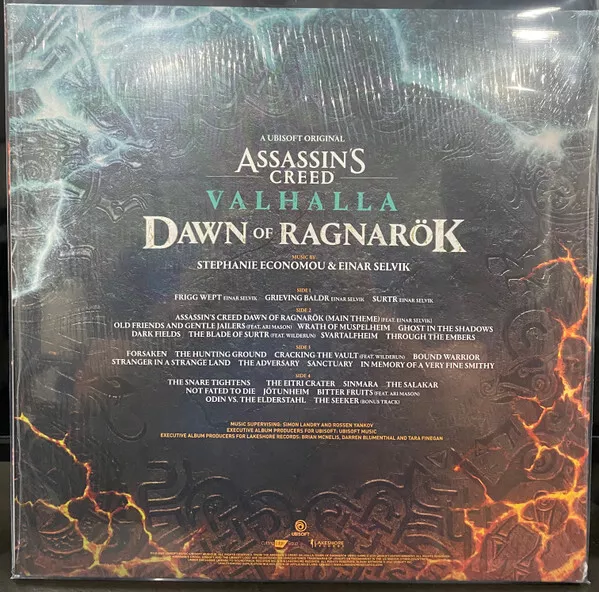 A UBISOFT ORIGINAL
ASSASSIN'S
CREED
VALHALLA
DAWN OF RAGNARÖK
MUSIC BY
STEPHANIE ECONOMOU & EINAR SELVIK
SIDE 1
FRIGG WEPT EINAR SELVIK GRIEVING BALDR EINAR SELVIK SURTR EINAR SELVIK
SIDE 2
ASSASSIN'S CREED DAWN OF RAGNARÖK (MAIN THEME) (FEAT. EINAR SELVIK)
OLD FRIENDS AND GENTLE JAILERS (FEAT. ARI MASON) WRATH OF MUSPELHEIM GHOST IN THE SHADOWS
DARK FIELDS THE BLADE OF SURTR (FEAT. WILDERUN) SVARTALFHEIM THROUGH THE EMBERS
SIDE 3
FORSAKEN THE HUNTING GROUND CRACKING THE VAULT (FEAT. WILDERUN) BOUND WARRIOR
STRANGER IN A STRANGE LAND THE ADVERSARY SANCTUARY IN MEMORY OF A VERY FINE SMITHY
SIDE 4
THE SNARE TIGHTENS THE EITRI CRATER SINMARA THE SALAKAR
NOT FATED TO DIE JÖTUNHEIM BITTER FRUITS (FEAT. ARI MASON)
ODIN VS. THE ELDERSTAHL THE SEEKER (BONUS TRACK)
MUSIC SUPERVISING: SIMON LANDRY AND ROSSEN YANKOV
EXECUTIVE ALBUM PRODUCERS FOR UBISOFT: UBISOFT MUSIC
EXECUTIVE ALBUM PRODUCERS FOR LAKESHORE RECORDS: BRIAN MCNELIS, DARREN BLUMENTHAL AND TARA FINEGAN
UBISOFT
LAKESHORE